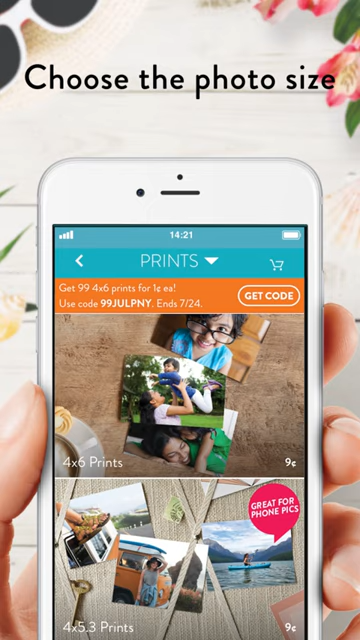 Choose the photo size
14:21
PRINTS
Get 99 4x6 prints for 1¢ ea!
Use code 99JULPNY. Ends 7/24.
GET CODE
4x6 Prints
9¢
GREAT FOR
PHONE PICS
4x5.3 Prints
9¢